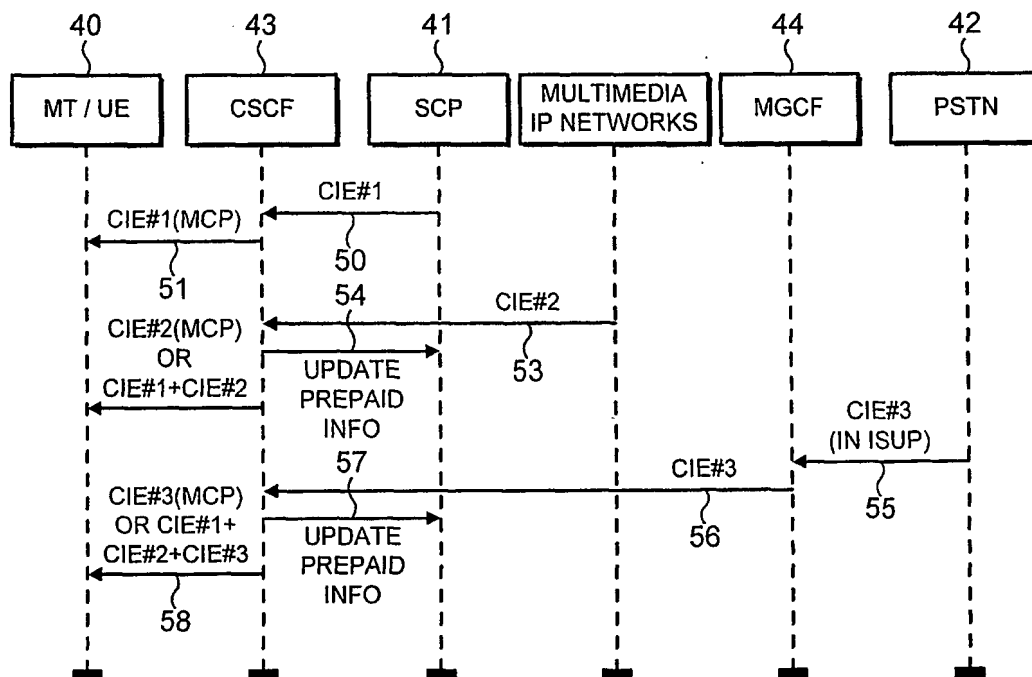 40
43
41
44
42
MT / UE
CSCF
SCP
MULTIMEDIA
IP NETWORKS
MGCF
PSTN
CIE#1
CIE#1(MCP)
50
51
54
CIE#2
CIE#2(MCP)
OR
CIE#1+CIE#2
53
UPDATE
PREPAID
INFO
CIE#3
(IN ISUP)
57
CIE#3
55
CIE#3(MCP)
OR CIE#1+
CIE#2+CIE#3
56
UPDATE
PREPAID
INFO
58